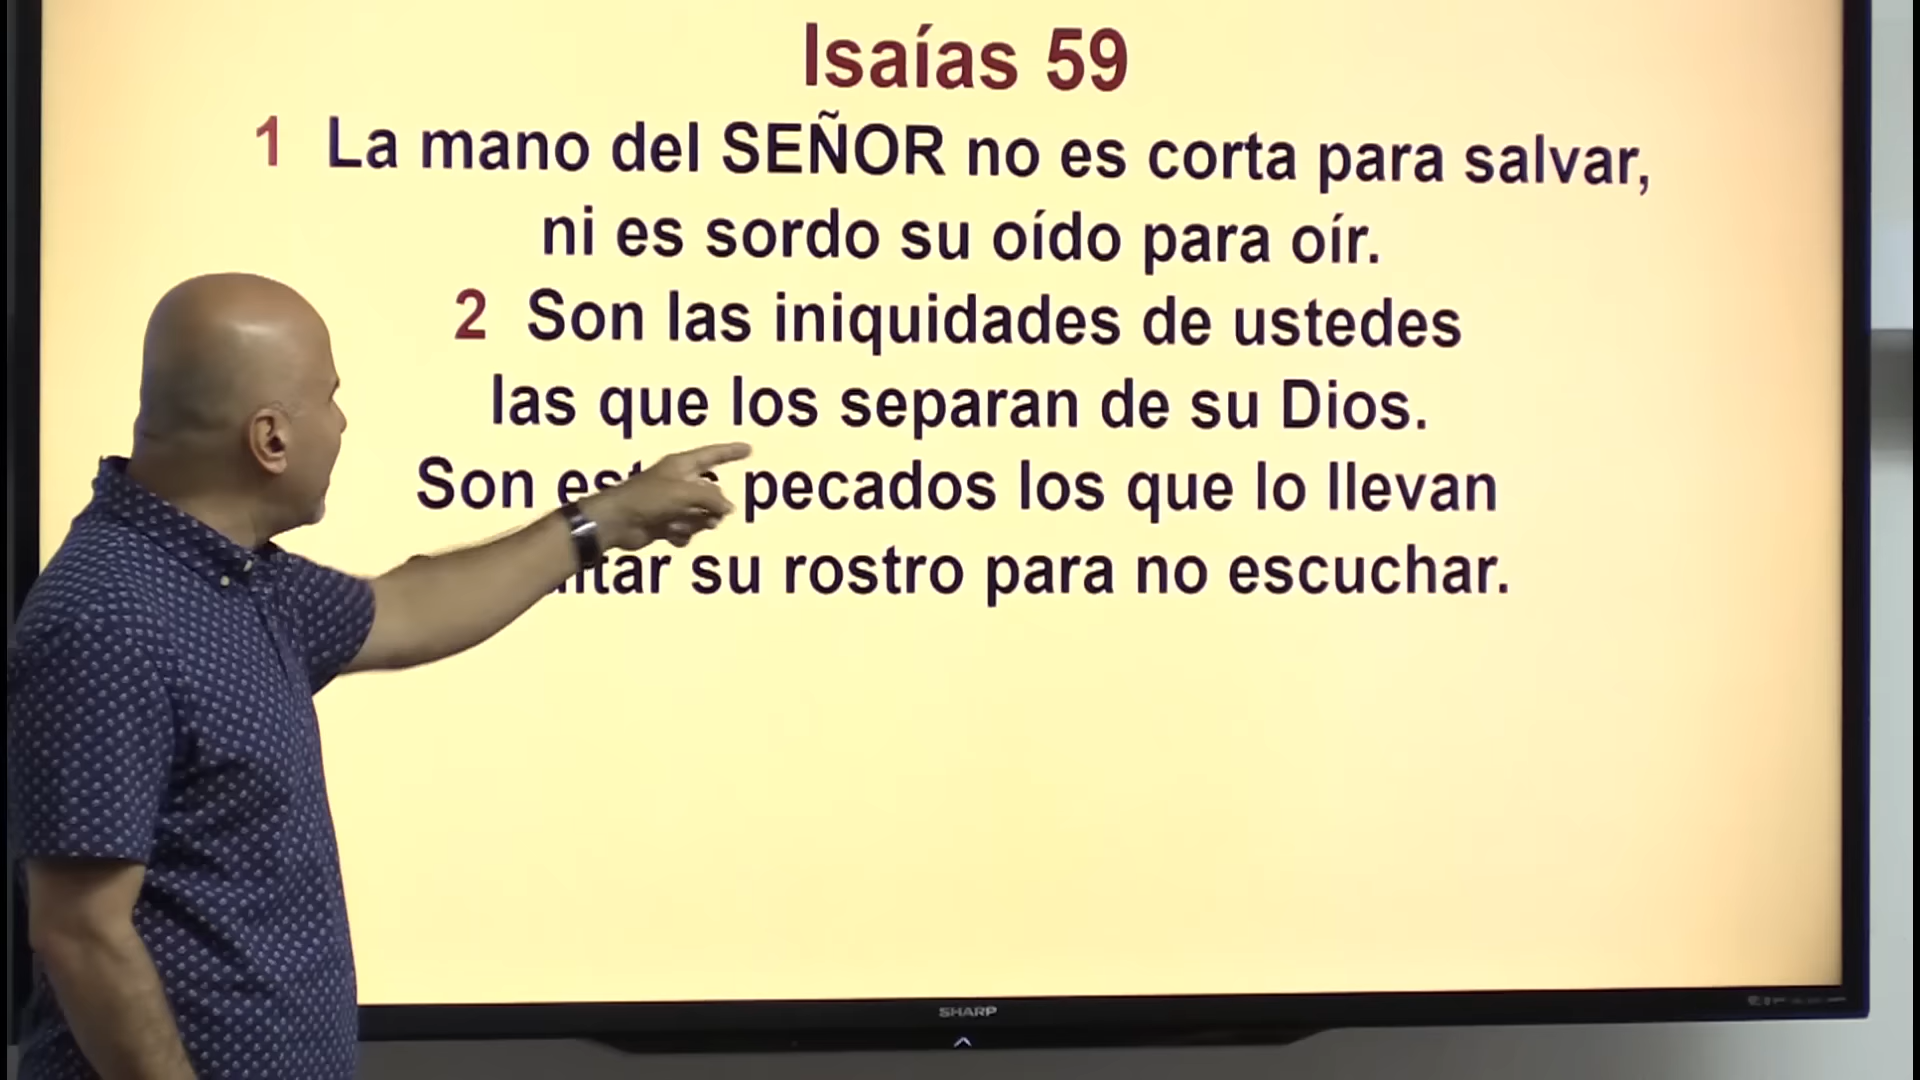 Isaías 59
1 La mano del SEÑOR no es corta para salvar,
ni es sordo su oído para oír.
2 Son las iniquidades de ustedes
las que los separan de su Dios.
Son pecados los que lo llevan
su rostro para no escuchar.
SHARP